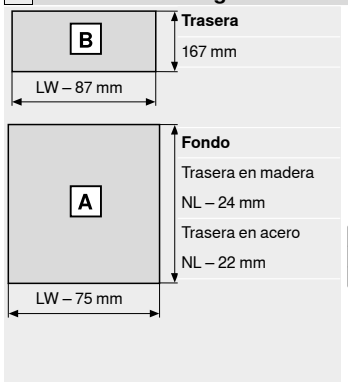 B
Trasera
167 mm
LW – 87 mm
A
Fondo
Trasera en madera
NL – 24 mm
Trasera en acero
NL – 22 mm
LW – 75 mm